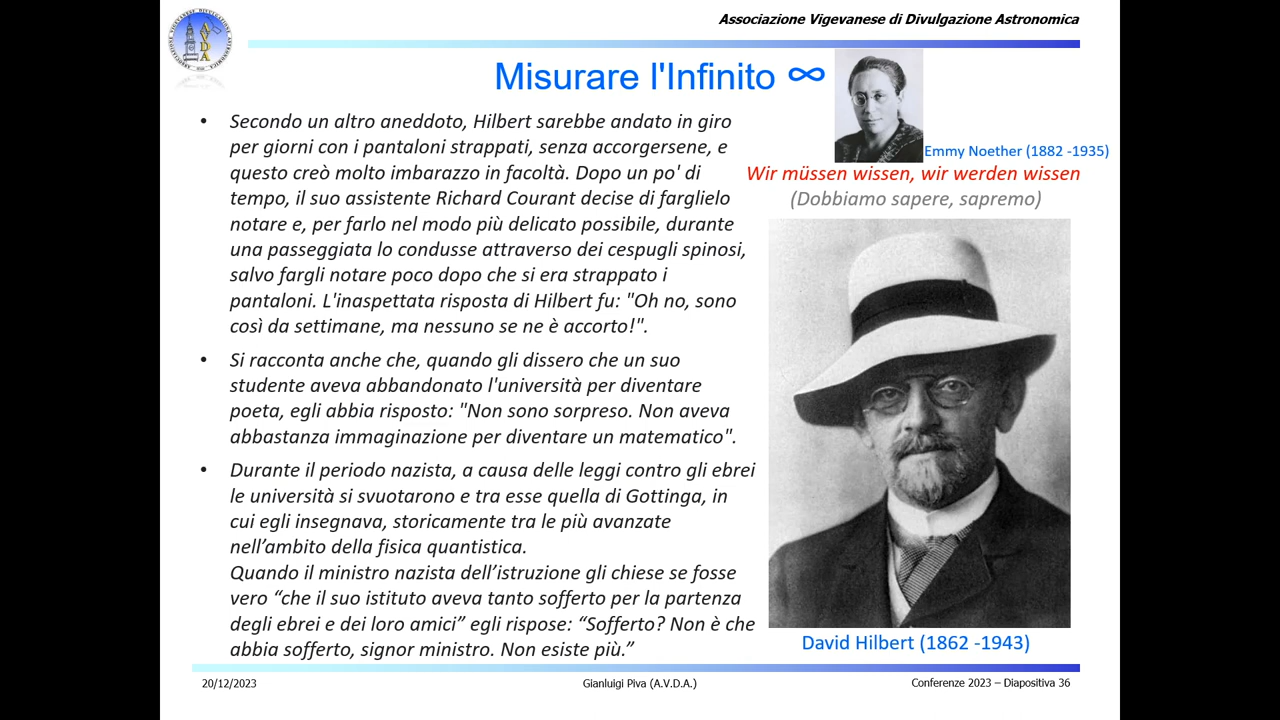 Associazione Vigevanese di Divulgazione Astronomica
Misurare l'Infinito ∞
• Secondo un altro aneddoto, Hilbert sarebbe andato in giro
per giorni con i pantaloni strappati, senza accorgersene, e
questo creò molto imbarazzo in facoltà. Dopo un po' di
tempo, il suo assistente Richard Courant decise di farglielo
notare e, per farlo nel modo più delicato possibile, durante
una passeggiata lo condusse attraverso dei cespugli spinosi,
salvo fargli notare poco dopo che si era strappato i
pantaloni. L'inaspettata risposta di Hilbert fu: "Oh no, sono
così da settimane, ma nessuno se ne è accorto!".
• Si racconta anche che, quando gli dissero che un suo
studente aveva abbandonato l'università per diventare
poeta, egli abbia risposto: "Non sono sorpreso. Non aveva
abbastanza immaginazione per diventare un matematico".
• Durante il periodo nazista, a causa delle leggi contro gli ebrei
le università si svuotarono e tra esse quella di Gottinga, in
cui egli insegnava, storicamente tra le più avanzate
nell’ambito della fisica quantistica.
Quando il ministro nazista dell’istruzione gli chiese se fosse
vero “che il suo istituto aveva tanto sofferto per la partenza
degli ebrei e dei loro amici” egli rispose: “Sofferto? Non è che
abbia sofferto, signor ministro. Non esiste più.”
Emmy Noether (1882 -1935)
Wir müssen wissen, wir werden wissen
(Dobbiamo sapere, sapremo)
David Hilbert (1862 -1943)
20/12/2023
Gianluigi Piva (A.V.D.A.)
Conferenze 2023 – Diapositiva 36